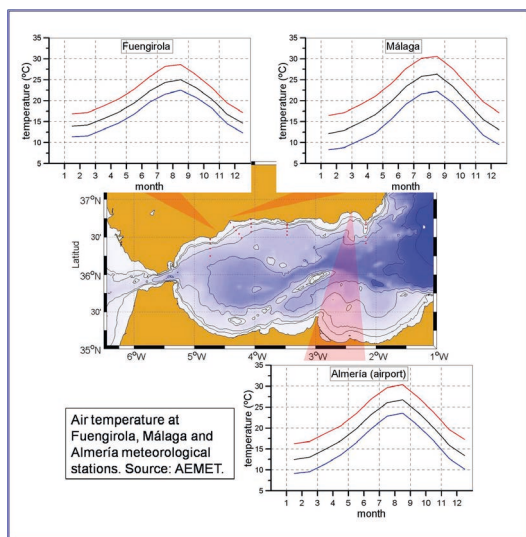 Fuengirola
35
30
25
20
15
10
5
temperature (ºC)
1 2 3 4 5 6 7 8 9 10 11 12
month
Málaga
35
30
25
20
15
10
5
temperature (ºC)
1 2 3 4 5 6 7 8 9 10 11 12
month
37ºN
30'
36ºN
30'
35ºN
Latitud
6ºW 5ºW 4ºW 3ºW 2ºW 1ºW
Almería (airport)
35
30
25
20
15
10
5
temperature (ºC)
1 2 3 4 5 6 7 8 9 10 11 12
month
Air temperature at
Fuengirola, Málaga and
Almería meteorological
stations. Source: AEMET.